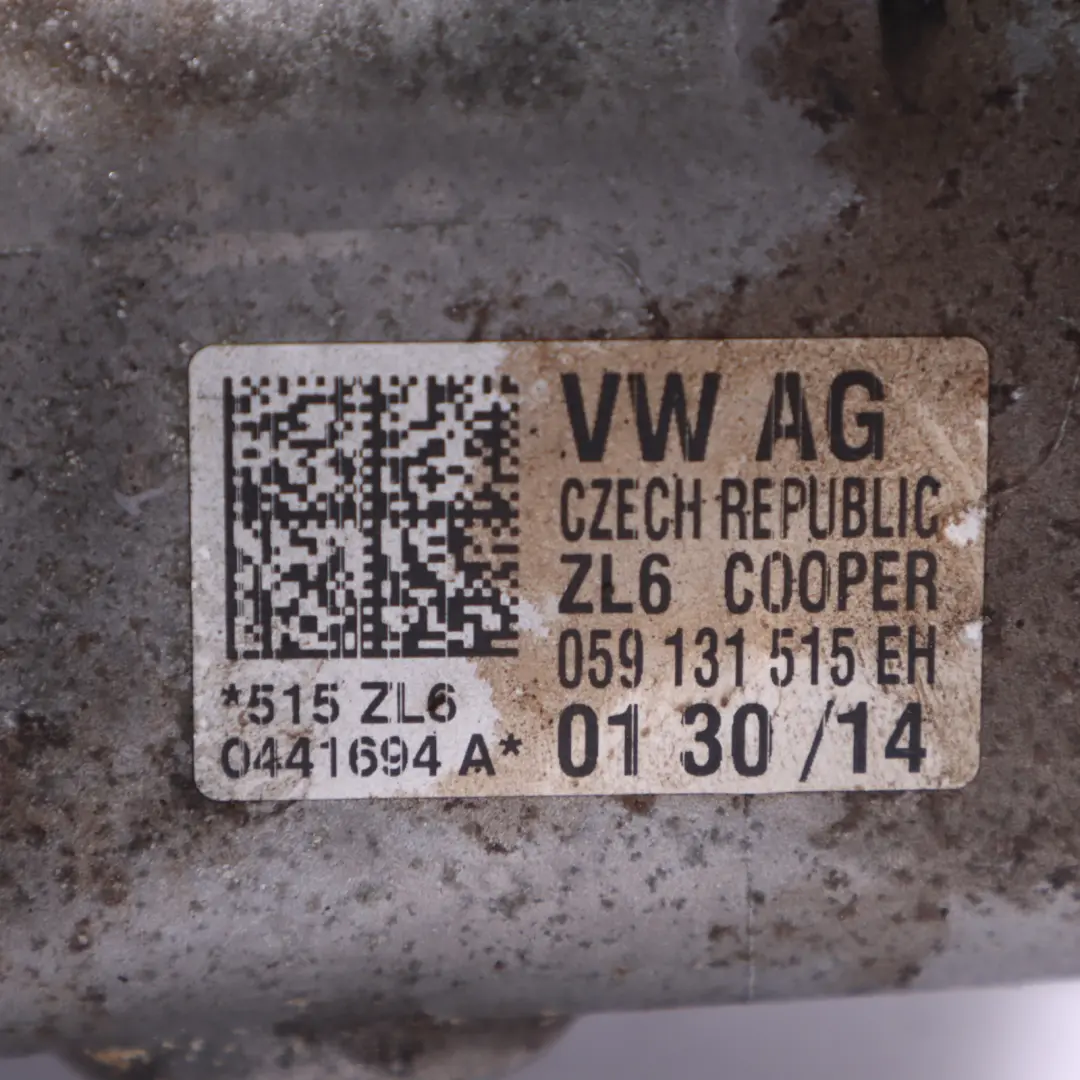 VW AG
CZECH REPUBLIC
ZL6 COOPER
059 131 515 EH
01 30 /14
*515 ZL6
0441694 A*